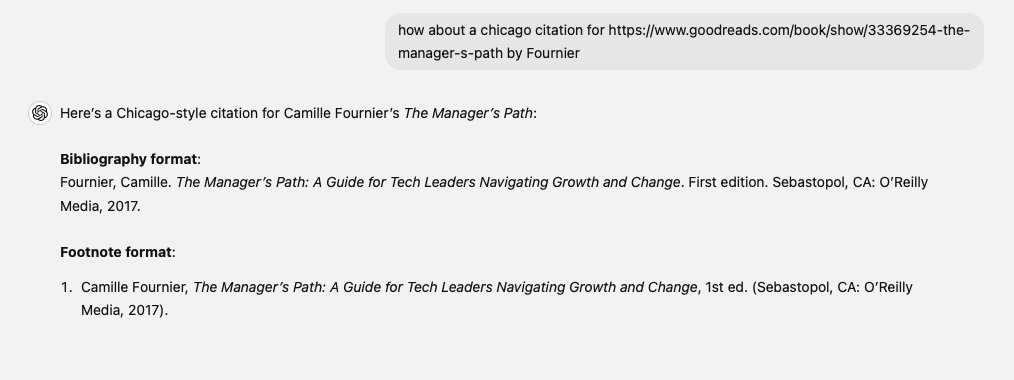 how about a chicago citation for https://www.goodreads.com/book/show/33369254-the-
manager-s-path by Fournier
Here's a Chicago-style citation for Camille Fournier's The Manager's Path:
Bibliography format:
Fournier, Camille. The Manager's Path: A Guide for Tech Leaders Navigating Growth and Change. First edition. Sebastopol, CA: O'Reilly
Media, 2017.
Footnote format:
1. Camille Fournier, The Manager's Path: A Guide for Tech Leaders Navigating Growth and Change, 1st ed. (Sebastopol, CA: O'Reilly
Media, 2017).